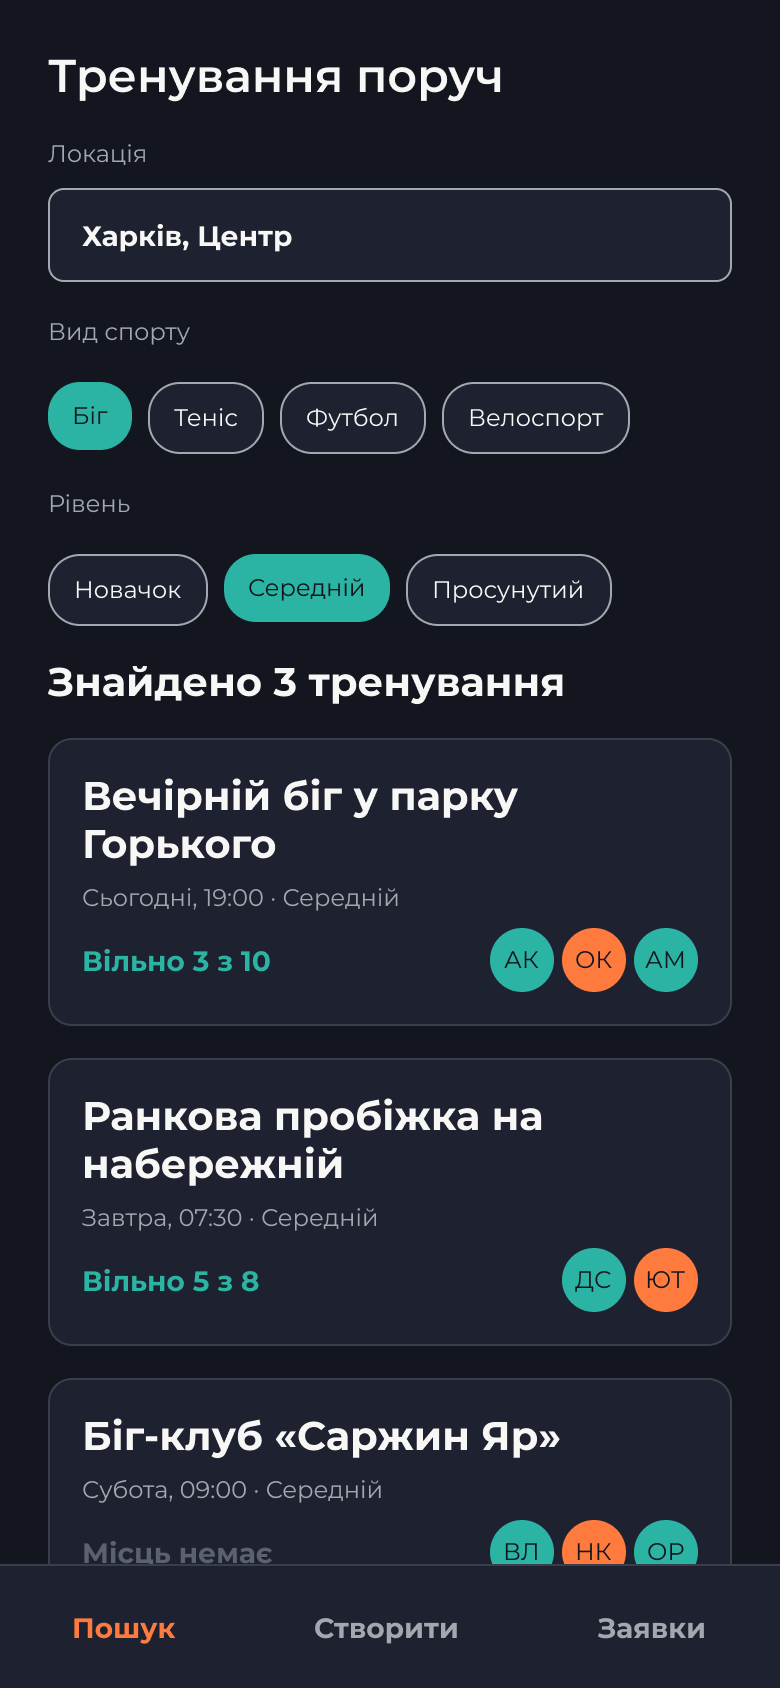 Тренування поруч
Локація
Харків, Центр
Вид спорту
Біг
Теніс
Футбол
Велоспорт
Рівень
Новачок
Середній
Просунутий
Знайдено 3 тренування
Вечірній біг у парку
Горького
Сьогодні, 19:00 · Середній
Вільно 3 з 10
АК
ОК
АМ
Ранкова пробіжка на
набережній
Завтра, 07:30 · Середній
Вільно 5 з 8
ДС
ЮТ
Біг-клуб «Саржин Яр»
Субота, 09:00 · Середній
Місць немає
ВЛ
НК
ОР
Пошук
Створити
Заявки